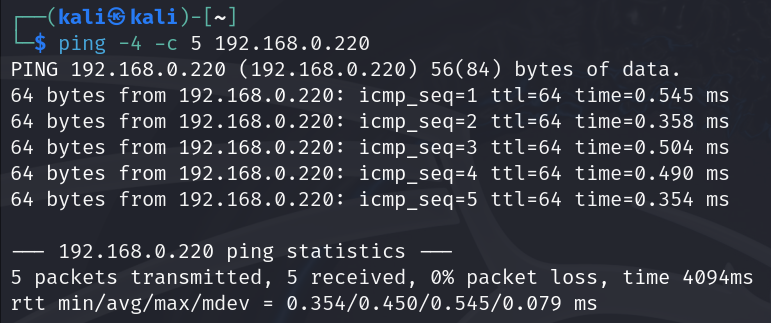 ┌──(kali㉿kali)-[~]
└─$ ping -4 -c 5 192.168.0.220
PING 192.168.0.220 (192.168.0.220) 56(84) bytes of data.
64 bytes from 192.168.0.220: icmp_seq=1 ttl=64 time=0.545 ms
64 bytes from 192.168.0.220: icmp_seq=2 ttl=64 time=0.358 ms
64 bytes from 192.168.0.220: icmp_seq=3 ttl=64 time=0.504 ms
64 bytes from 192.168.0.220: icmp_seq=4 ttl=64 time=0.490 ms
64 bytes from 192.168.0.220: icmp_seq=5 ttl=64 time=0.354 ms
--- 192.168.0.220 ping statistics ---
5 packets transmitted, 5 received, 0% packet loss, time 4094ms
rtt min/avg/max/mdev = 0.354/0.450/0.545/0.079 ms